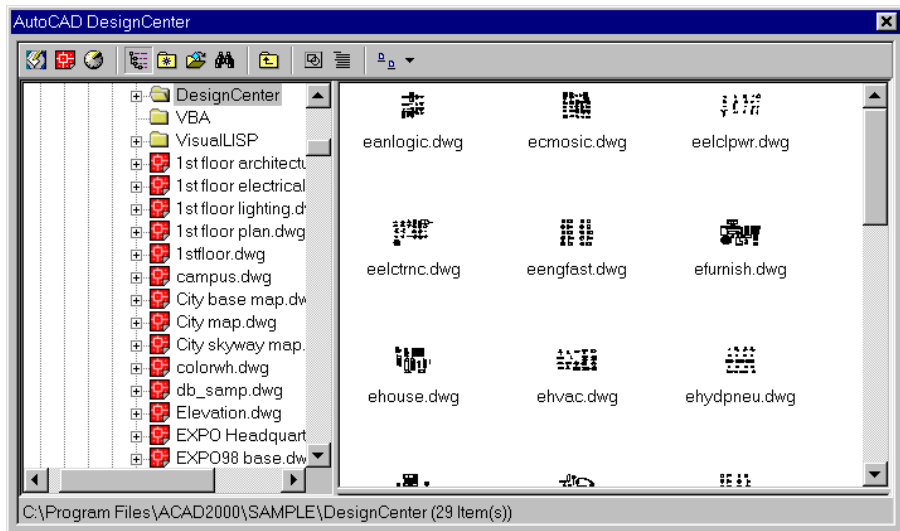 AutoCAD DesignCenter
DesignCenter
VBA
VisualLISP
1st floor architectu
1st floor electrical
1st floor lighting.d
1st floor plan.dwg
1stfloor.dwg
campus.dwg
City base map.dw
City map.dwg
City skyway map.
colorwh.dwg
db_samp.dwg
Elevation.dwg
EXPO Headquart
EXPO98 base.dw
eanlogic.dwg ecmosic.dwg eelclpwr.dwg
eelctrnc.dwg eengfast.dwg efurnish.dwg
ehouse.dwg ehvac.dwg ehydpneu.dwg
C:\Program Files\ACAD2000\SAMPLE\DesignCenter (29 Item(s))